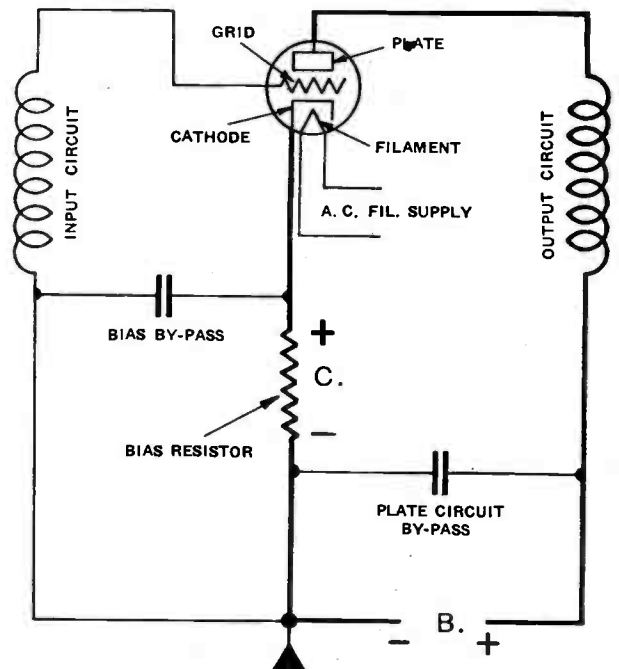 GRID
PLATE
CATHODE
FILAMENT
A.C. FIL. SUPPLY
INPUT CIRCUIT
OUTPUT CIRCUIT
BIAS BY-PASS
+
C.
BIAS RESISTOR
−
PLATE CIRCUIT
BY-PASS
− B. +